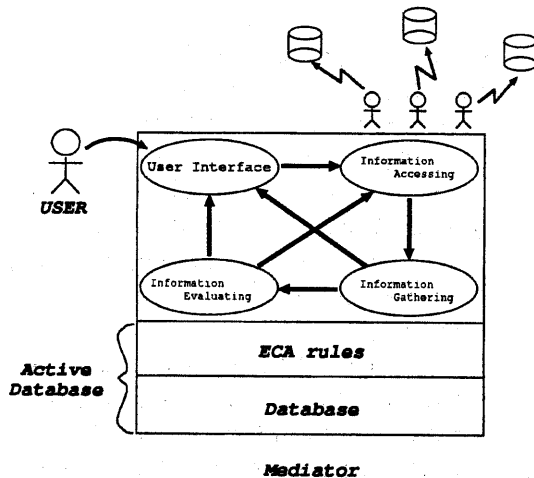 User Interface
Information
Accessing
USER
Information
Evaluating
Information
Gathering
ECA rules
Active
Database
Database
Mediator